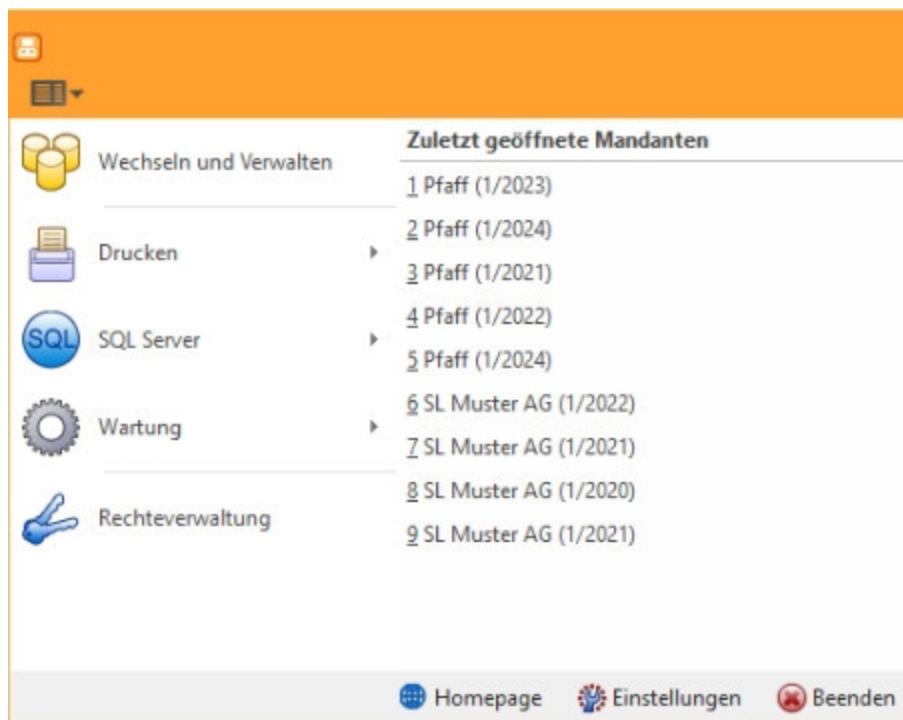 Wechseln und Verwalten
Drucken
SQL
SQL Server
Wartung
Rechteverwaltung
Zuletzt geöffnete Mandanten
1 Pfaff (1/2023)
2 Pfaff (1/2024)
3 Pfaff (1/2021)
4 Pfaff (1/2022)
5 Pfaff (1/2024)
6 SL Muster AG (1/2022)
7 SL Muster AG (1/2021)
8 SL Muster AG (1/2020)
9 SL Muster AG (1/2021)
Homepage Einstellungen Beenden